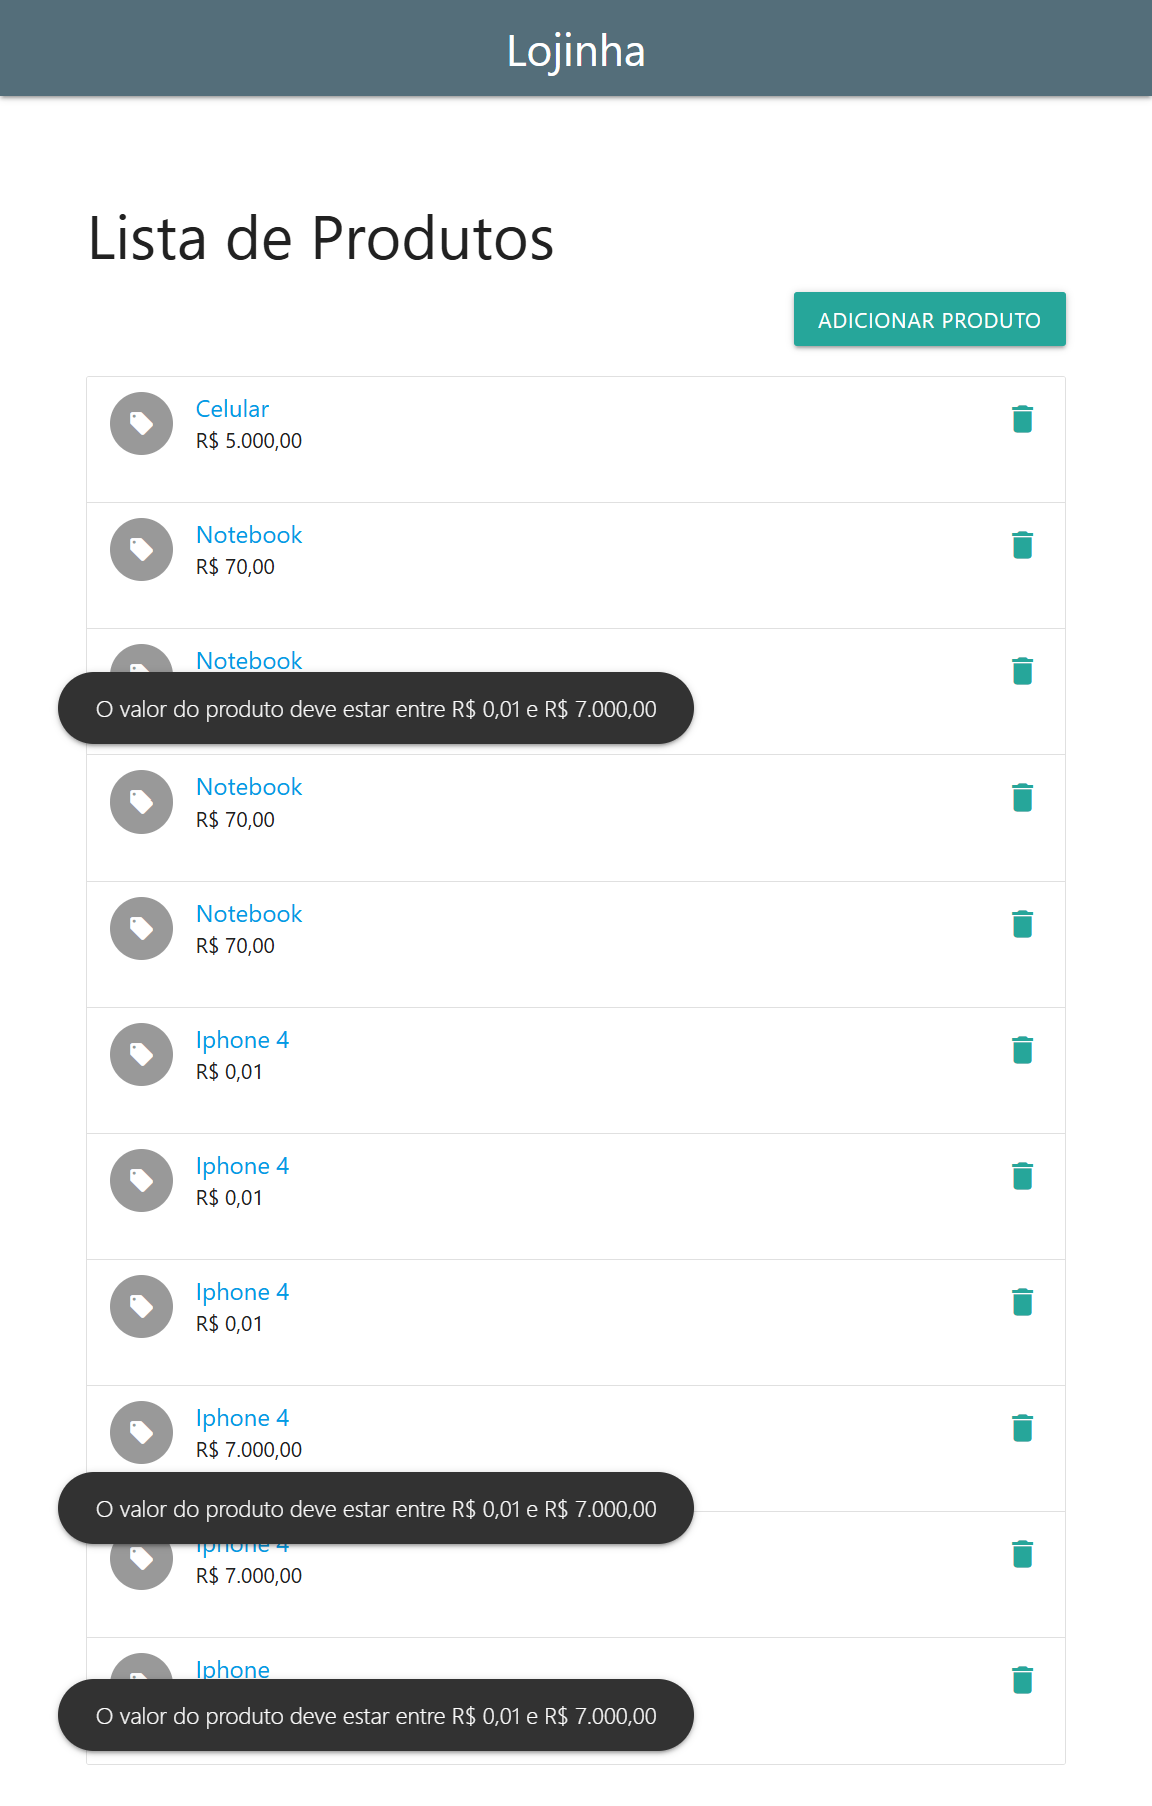 Lojinha
Lista de Produtos
ADICIONAR PRODUTO
Celular
R$ 5.000,00
Notebook
R$ 70,00
Notebook
O valor do produto deve estar entre R$ 0,01 e R$ 7.000,00
Notebook
R$ 70,00
Notebook
R$ 70,00
Iphone 4
R$ 0,01
Iphone 4
R$ 0,01
Iphone 4
R$ 0,01
Iphone 4
R$ 7.000,00
O valor do produto deve estar entre R$ 0,01 e R$ 7.000,00
Iphone 4
R$ 7.000,00
Iphone
O valor do produto deve estar entre R$ 0,01 e R$ 7.000,00